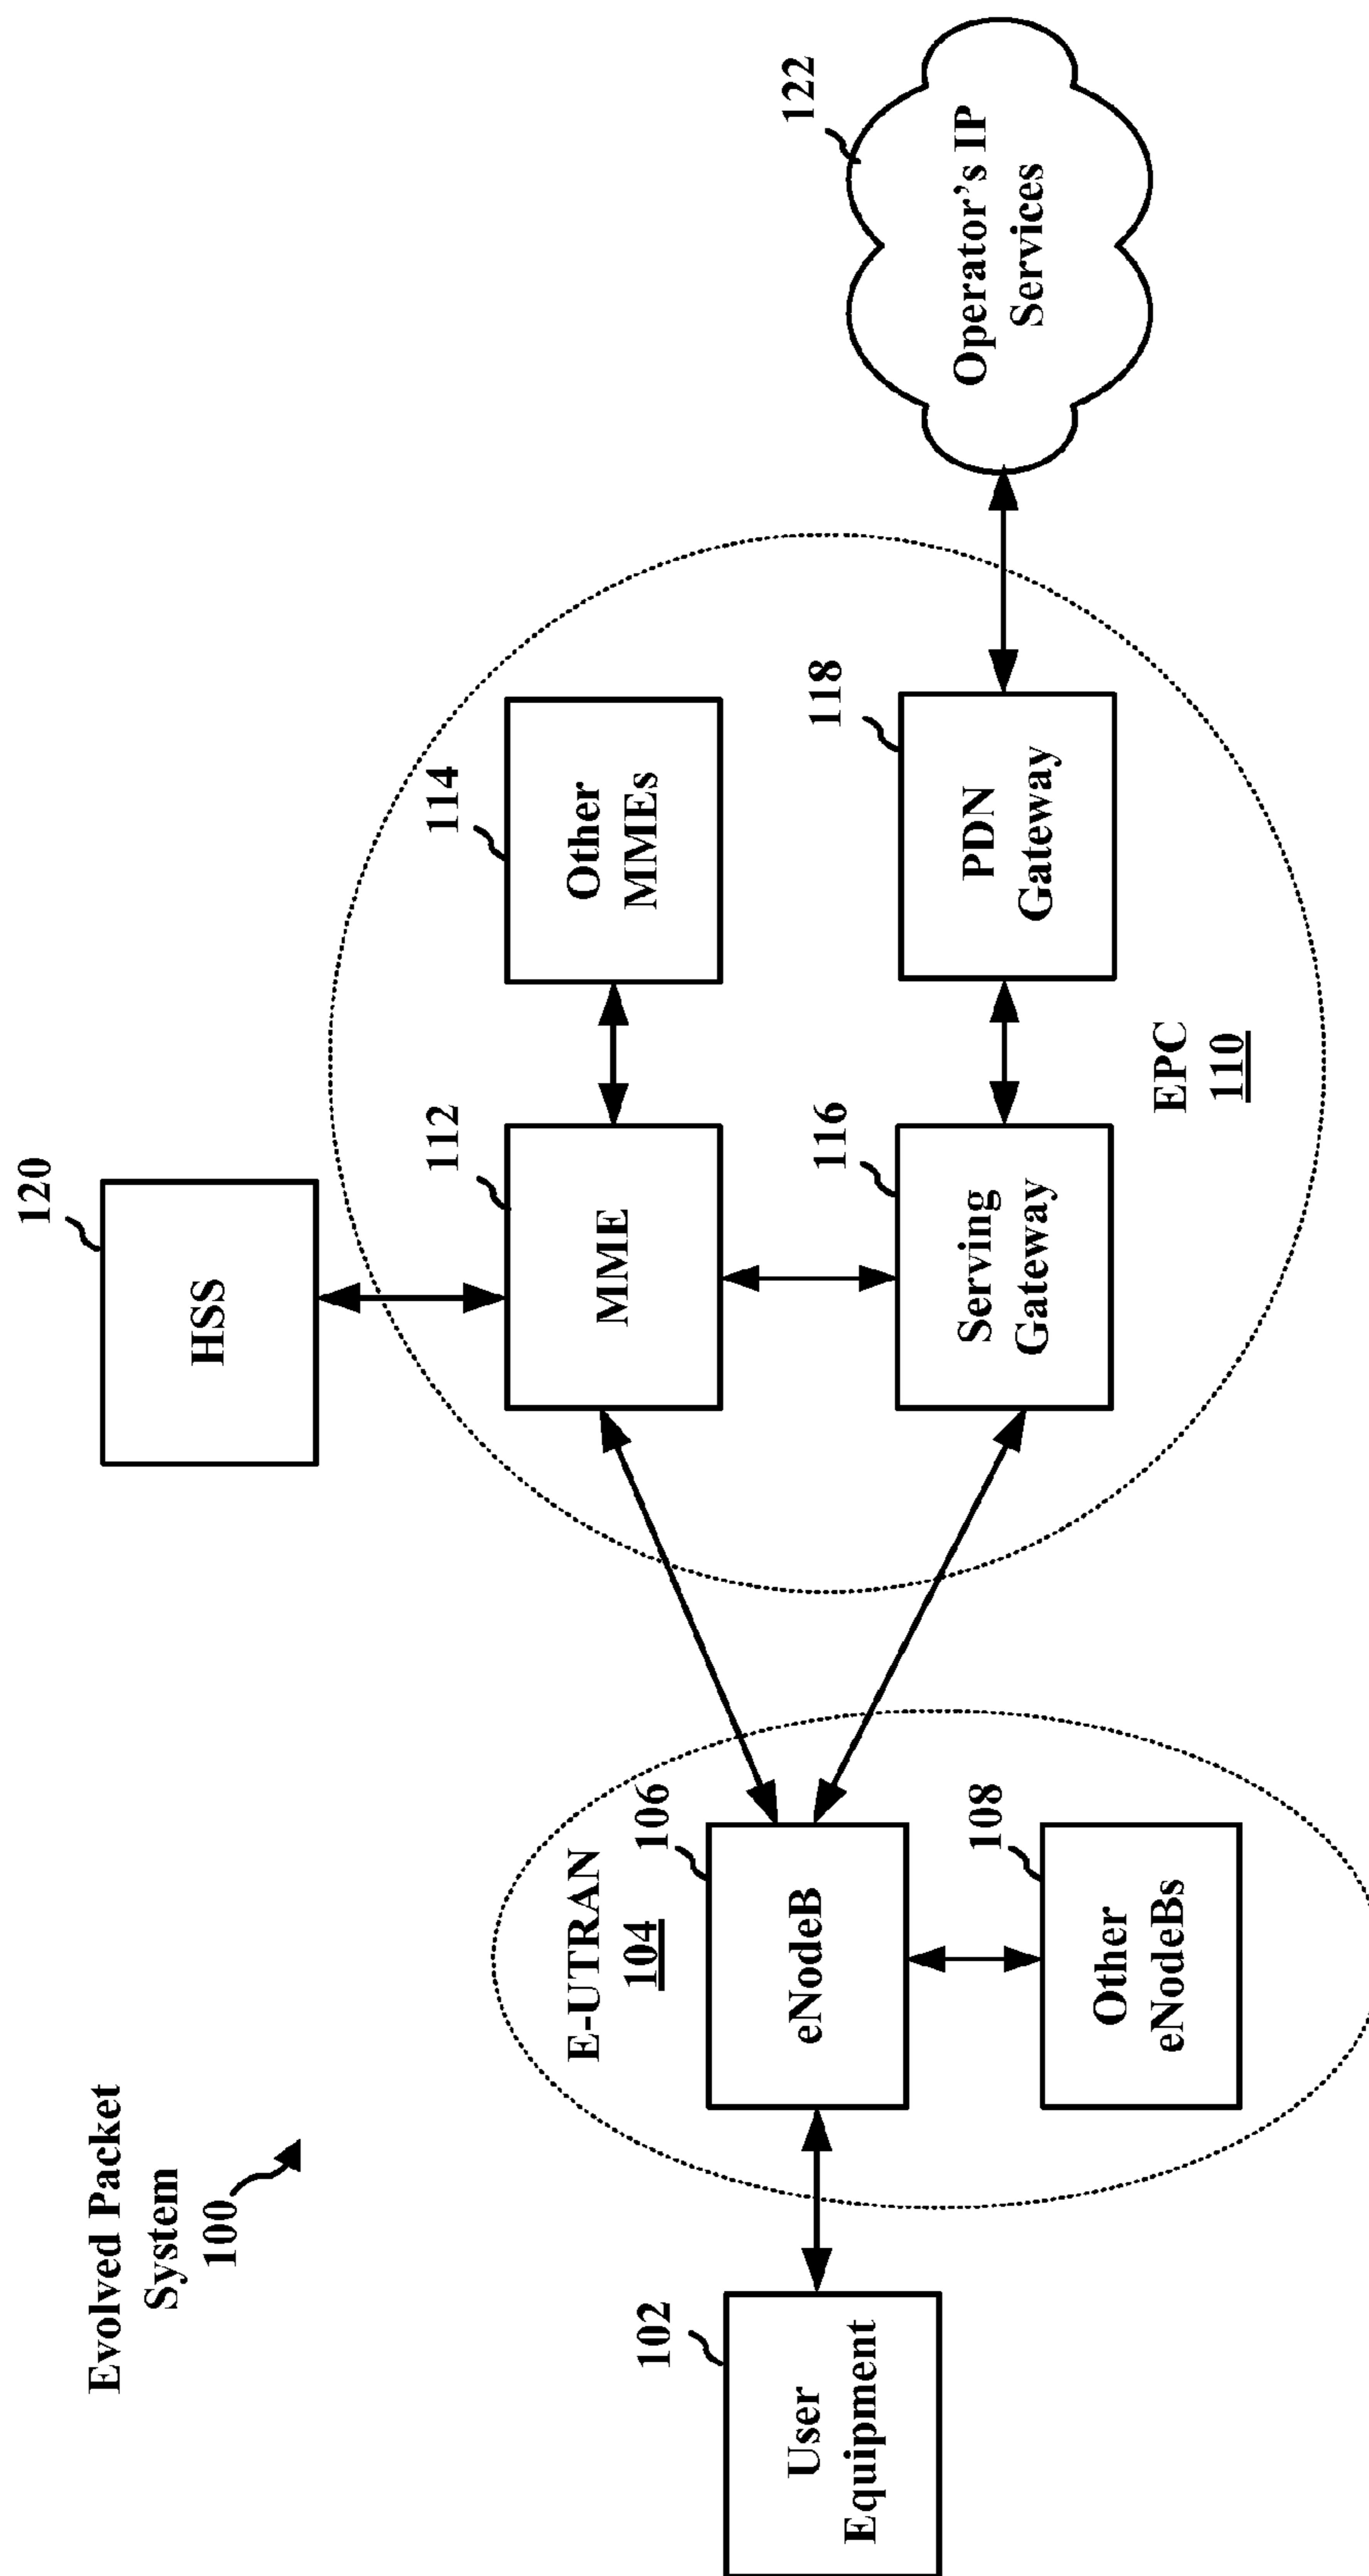 Evolved Packet
System
100
120
HSS
E-UTRAN
104
102
User
Equipment
106
eNodeB
108
Other
eNodeBs
112
MME
114
Other
MMEs
116
Serving
Gateway
118
PDN
Gateway
EPC
110
122
Operator’s IP
Services